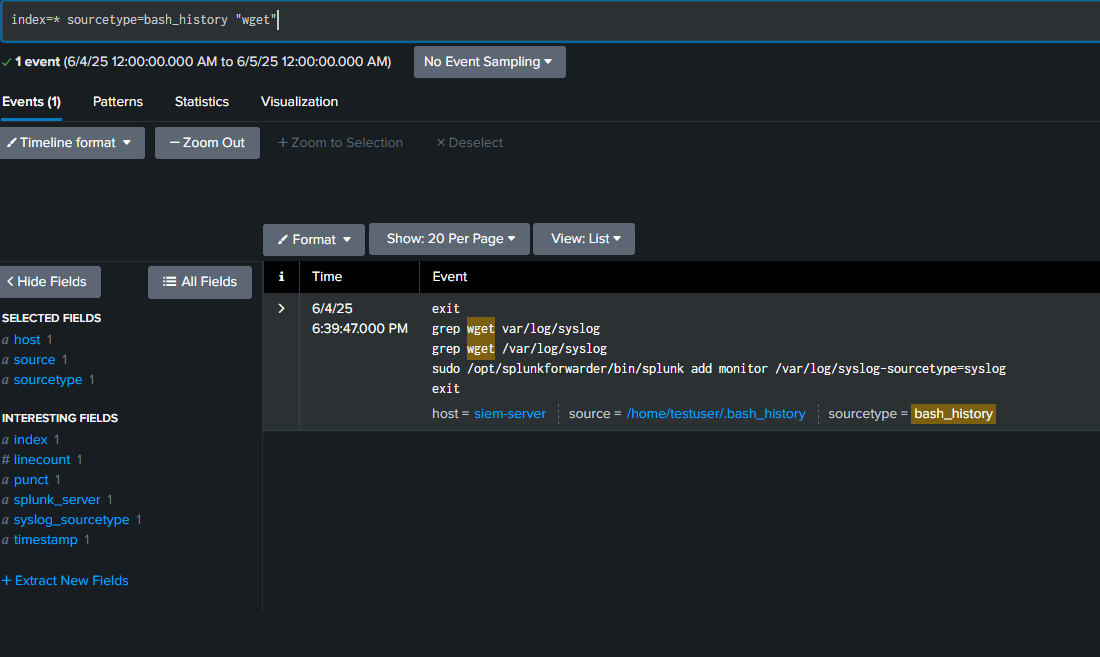 index=* sourcetype=bash_history "wget"
✓ 1 event (6/4/25 12:00:00.000 AM to 6/5/25 12:00:00.000 AM)
No Event Sampling ▾
Events (1)
Patterns
Statistics
Visualization
Timeline format ▾
— Zoom Out
+ Zoom to Selection
× Deselect
Format ▾
Show: 20 Per Page ▾
View: List ▾
< Hide Fields
All Fields
i
Time
Event
SELECTED FIELDS
a host 1
a source 1
a sourcetype 1
INTERESTING FIELDS
a index 1
# linecount 1
a punct 1
a splunk_server 1
a syslog_sourcetype 1
a timestamp 1
+ Extract New Fields
>
6/4/25
6:39:47.000 PM
exit
grep wget var/log/syslog
grep wget /var/log/syslog
sudo /opt/splunkforwarder/bin/splunk add monitor /var/log/syslog-sourcetype=syslog
exit
host = siem-server
source = /home/testuser/.bash_history
sourcetype = bash_history